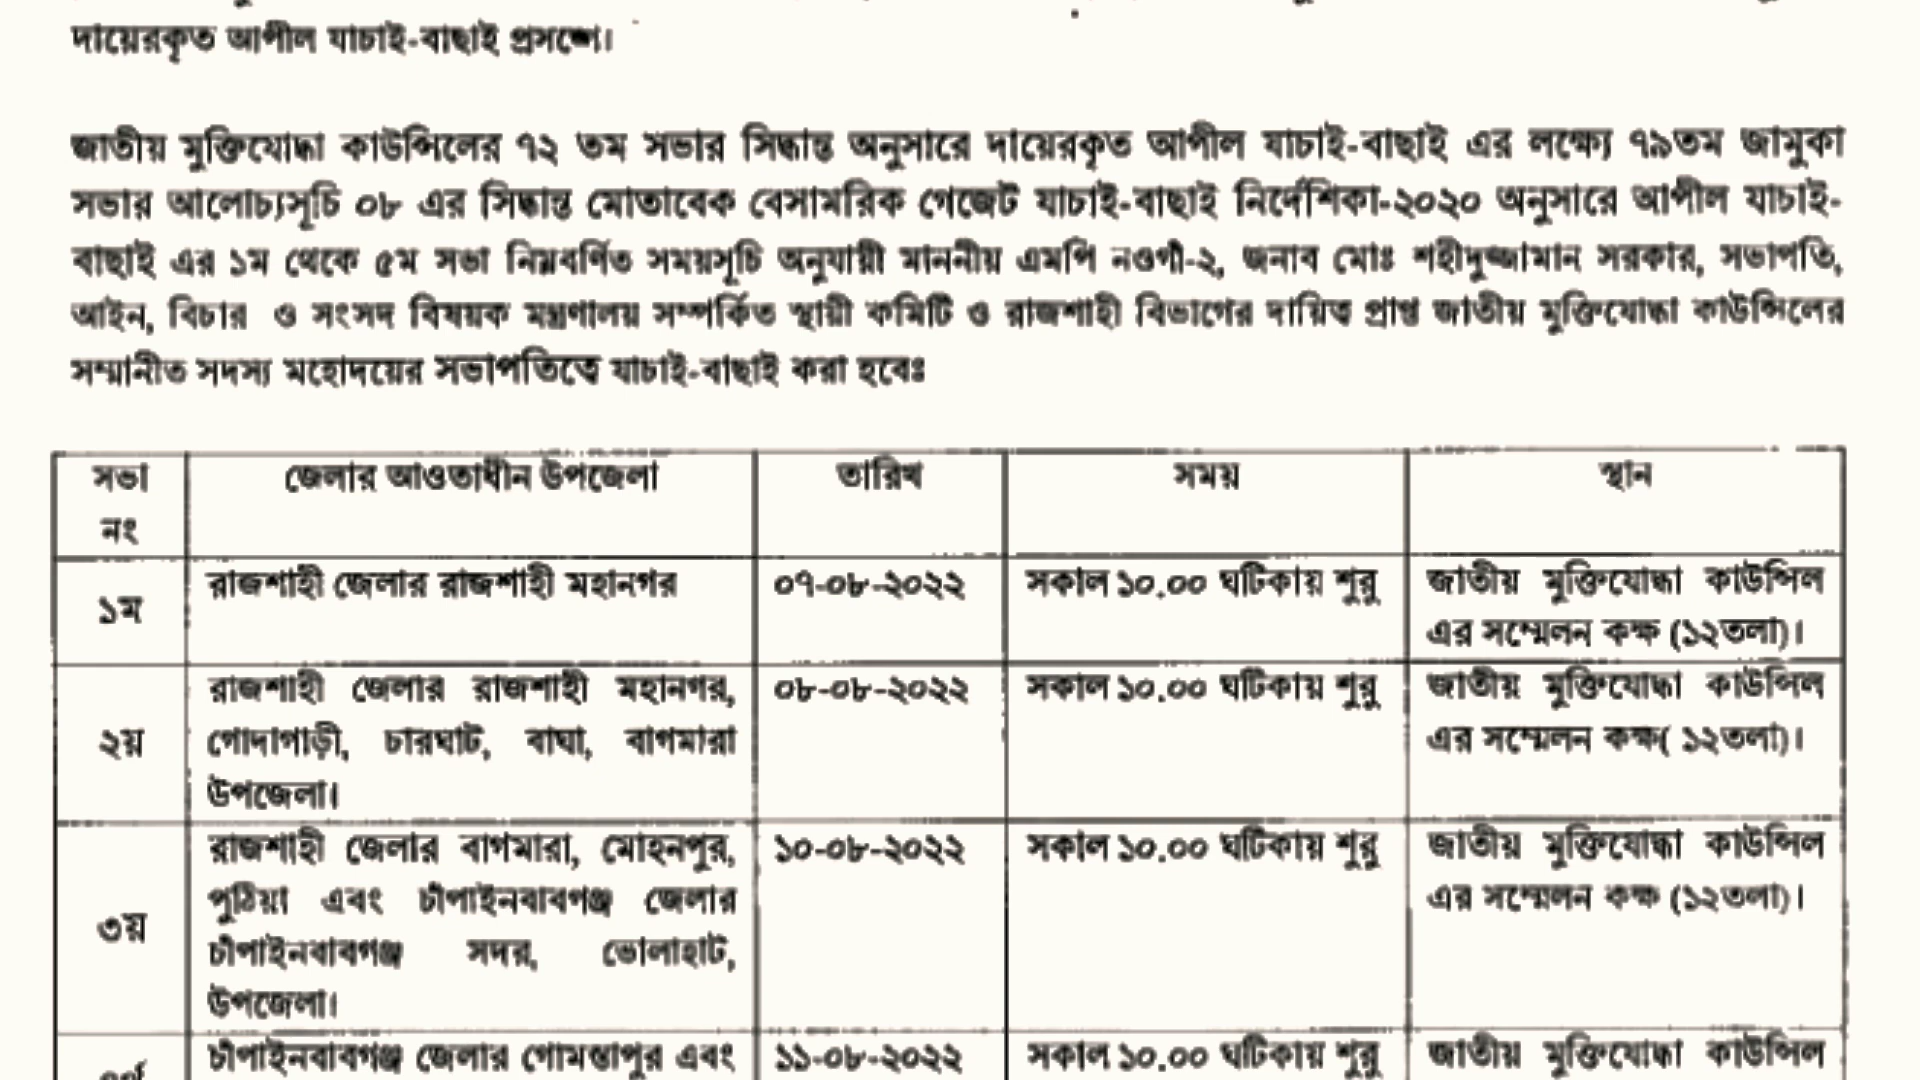 দায়েরকৃত আপীল যাচাই-বাছাই প্রসঙ্গে।
জাতীয় মুক্তিযোদ্ধা কাউন্সিলের ৭২ তম সভার সিদ্ধান্ত অনুসারে দায়েরকৃত আপীল যাচাই-বাছাই এর লক্ষ্যে ৭৯তম জামুকা
সভার আলোচ্যসূচি ০৮ এর সিদ্ধান্ত মোতাবেক বেসামরিক গেজেট যাচাই-বাছাই নির্দেশিকা-২০২০ অনুসারে আপীল যাচাই-
বাছাই এর ১ম থেকে ৫ম সভা নিম্নবর্ণিত সময়সূচি অনুযায়ী মাননীয় এমপি নওগাঁ-২, জনাব মোঃ শহীদুজ্জামান সরকার, সভাপতি,
আইন, বিচার ও সংসদ বিষয়ক মন্ত্রণালয় সম্পর্কিত স্থায়ী কমিটি ও রাজশাহী বিভাগের দায়িত্ব প্রাপ্ত জাতীয় মুক্তিযোদ্ধা কাউন্সিলের
সম্মানীত সদস্য মহোদয়ের সভাপতিত্বে যাচাই-বাছাই করা হবেঃ
সভা নং
জেলার আওতাধীন উপজেলা
তারিখ
সময়
স্থান
১ম
রাজশাহী জেলার রাজশাহী মহানগর
০৭-০৮-২০২২
সকাল ১০.০০ ঘটিকায় শুরু
জাতীয় মুক্তিযোদ্ধা কাউন্সিল
এর সম্মেলন কক্ষ (১২তলা)।
২য়
রাজশাহী জেলার রাজশাহী মহানগর,
গোদাগাড়ী, চারঘাট, বাঘা, বাগমারা
উপজেলা।
০৮-০৮-২০২২
সকাল ১০.০০ ঘটিকায় শুরু
জাতীয় মুক্তিযোদ্ধা কাউন্সিল
এর সম্মেলন কক্ষ( ১২তলা)।
৩য়
রাজশাহী জেলার বাগমারা, মোহনপুর,
পুঠিয়া এবং চাঁপাইনবাবগঞ্জ জেলার
চাঁপাইনবাবগঞ্জ সদর, ভোলাহাট,
উপজেলা।
১০-০৮-২০২২
সকাল ১০.০০ ঘটিকায় শুরু
জাতীয় মুক্তিযোদ্ধা কাউন্সিল
এর সম্মেলন কক্ষ (১২তলা)।
চাঁপাইনবাবগঞ্জ জেলার গোমস্তাপুর এবং
১১-০৮-২০২২
সকাল ১০.০০ ঘটিকায় শুরু
জাতীয় মুক্তিযোদ্ধা কাউন্সিল